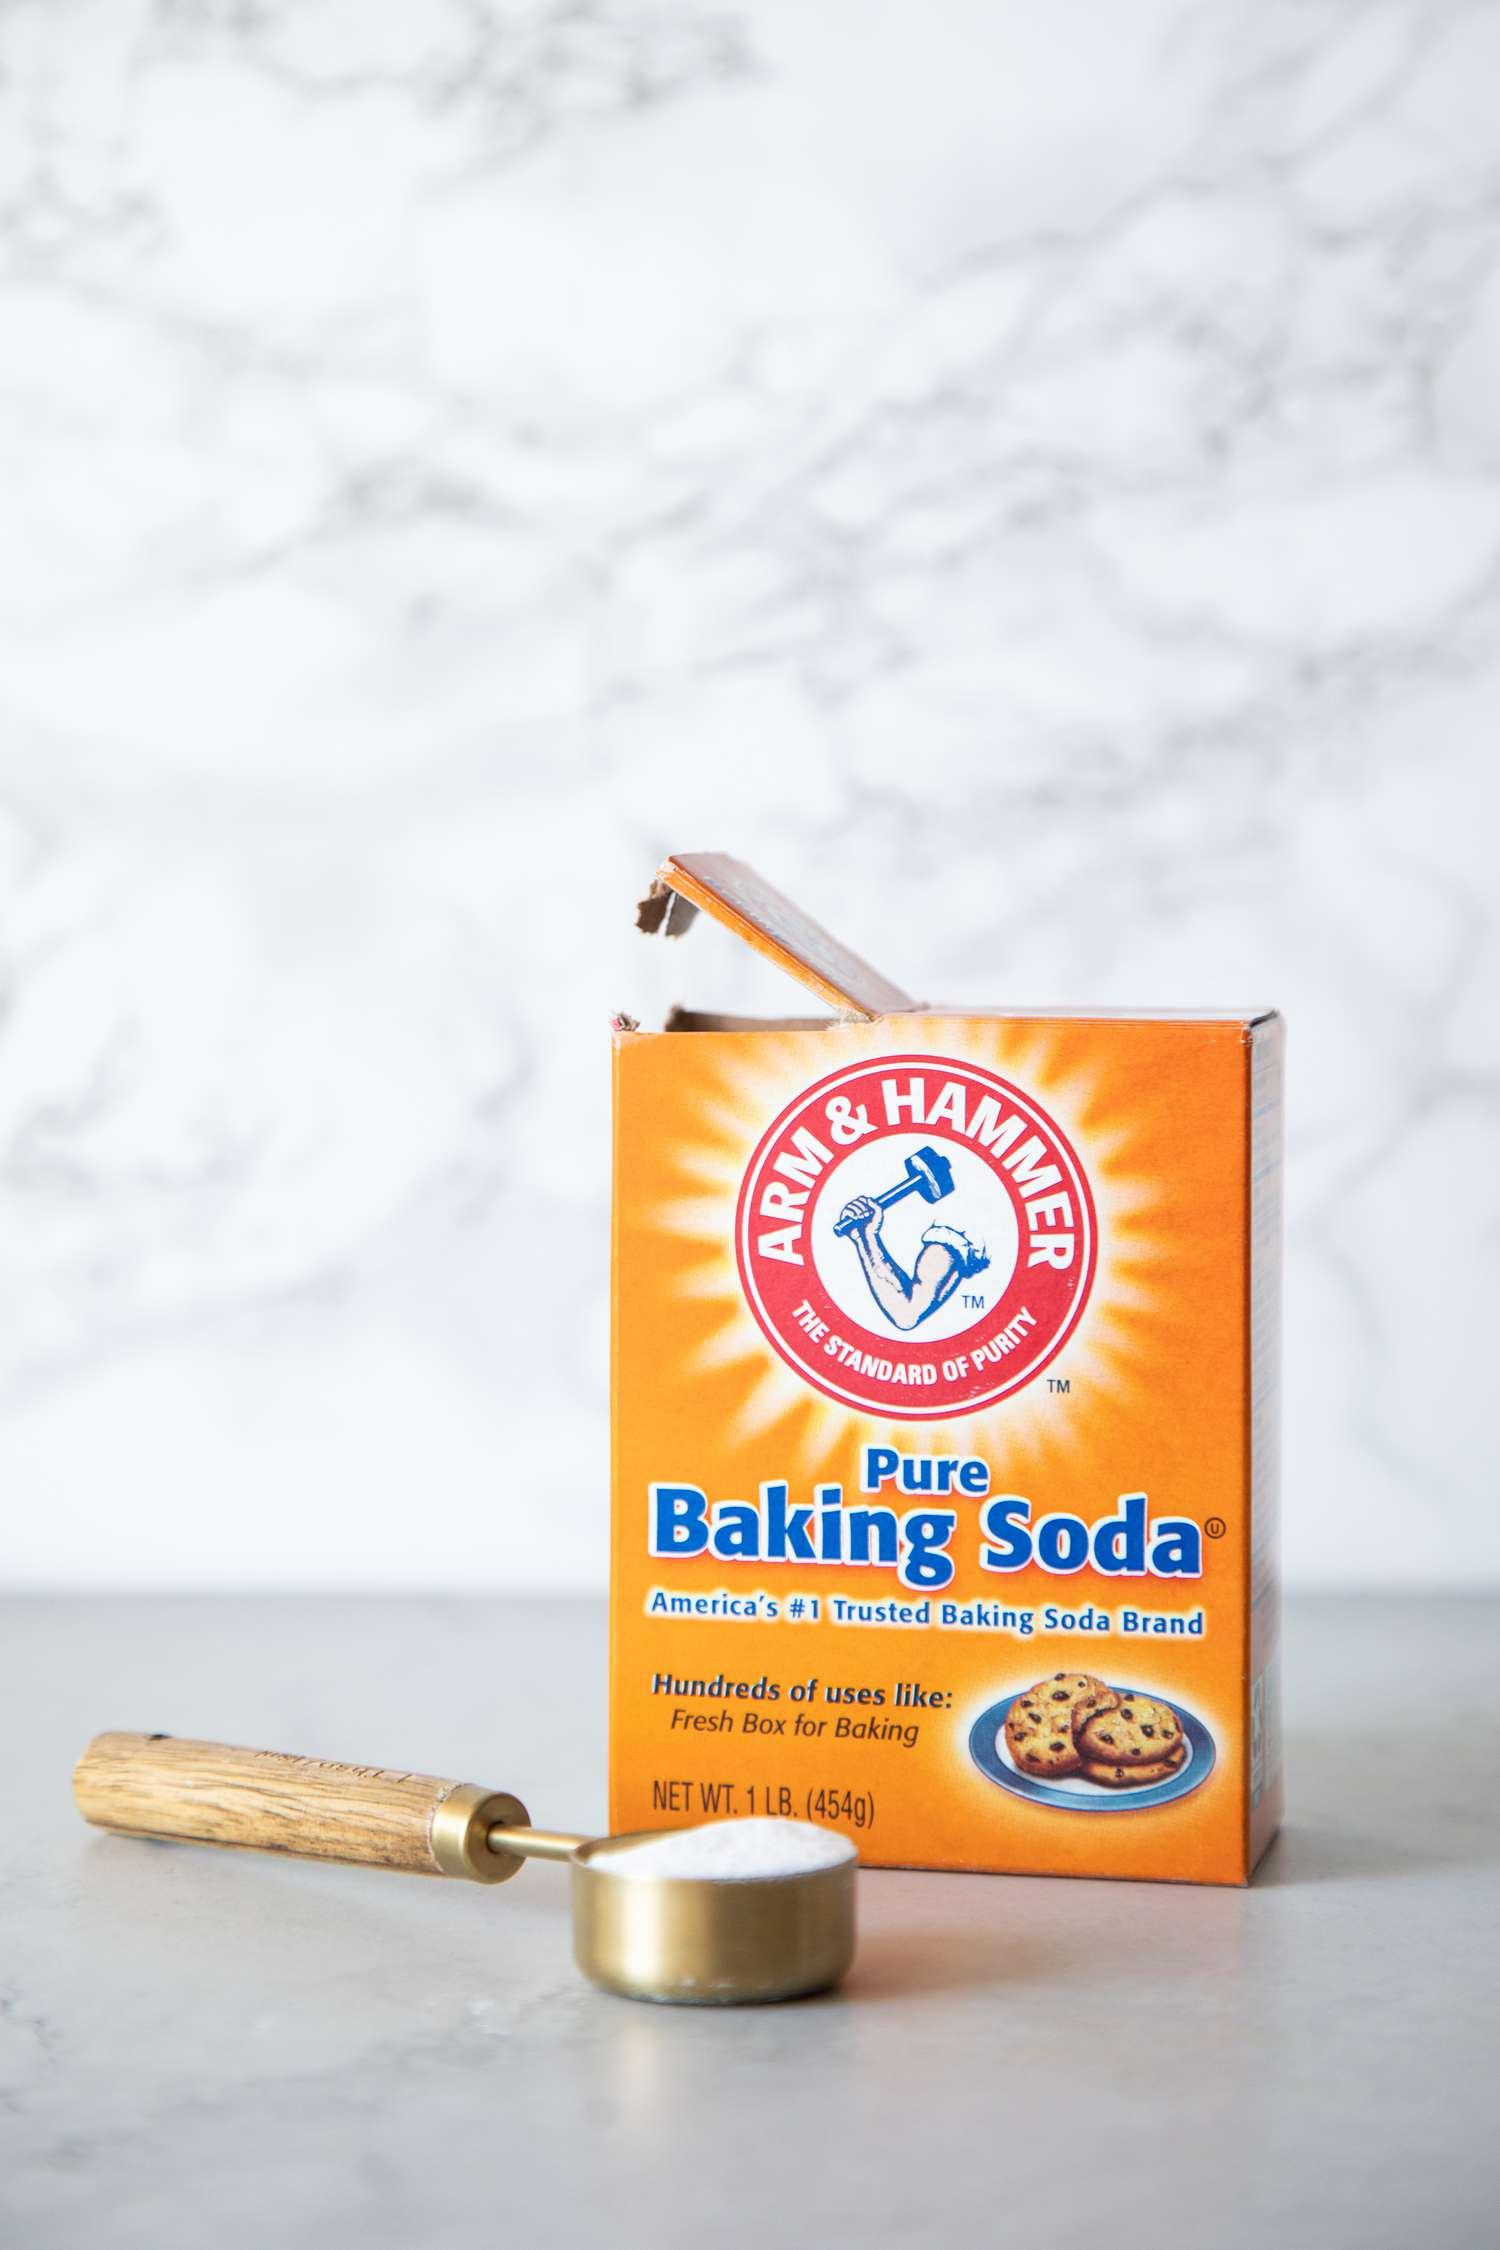 ARM & HAMMER
TM
THE STANDARD OF PURITY
TM
Pure
Baking Soda Ⓤ
America's #1 Trusted Baking Soda Brand
Hundreds of uses like:
Fresh Box for Baking
NET WT. 1 LB. (454g)